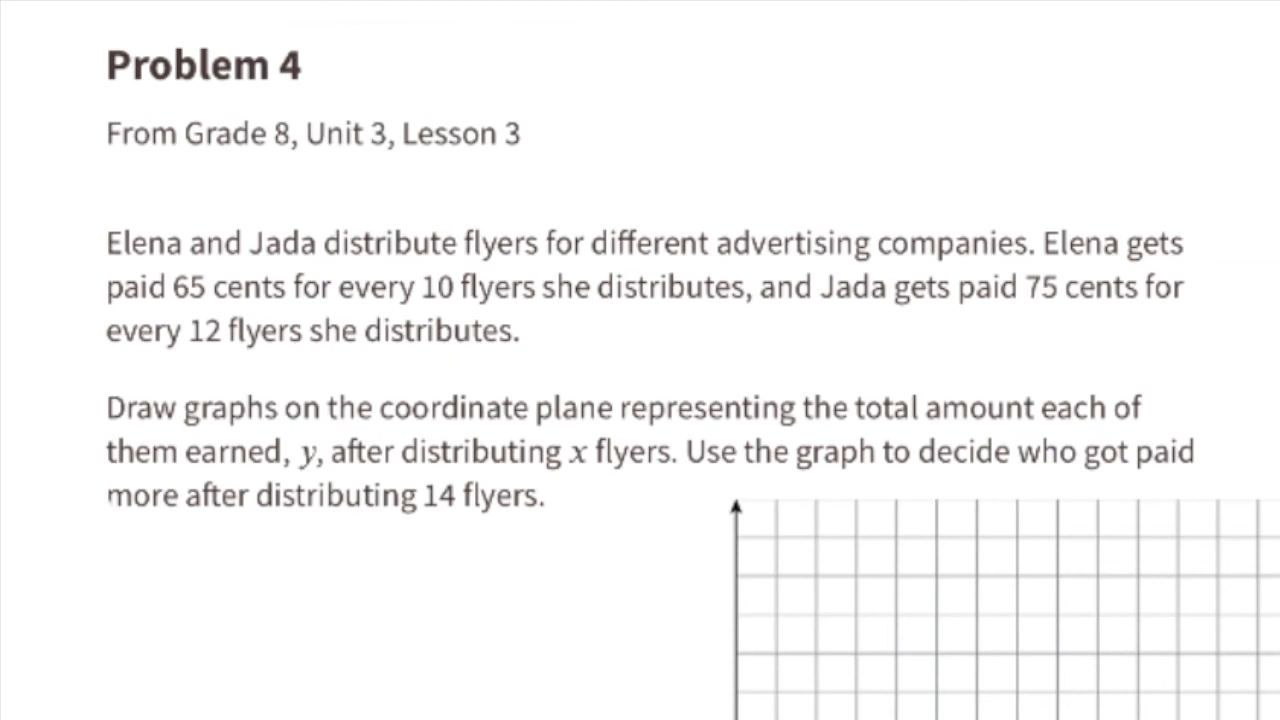 Problem 4
From Grade 8, Unit 3, Lesson 3
Elena and Jada distribute flyers for different advertising companies. Elena gets
paid 65 cents for every 10 flyers she distributes, and Jada gets paid 75 cents for
every 12 flyers she distributes.
Draw graphs on the coordinate plane representing the total amount each of
them earned, y, after distributing x flyers. Use the graph to decide who got paid
more after distributing 14 flyers.